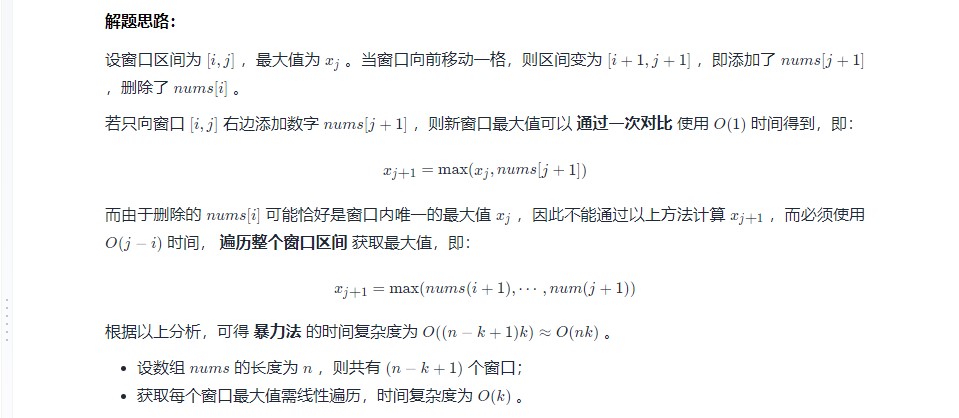 解题思路：
设窗口区间为 [i, j] ，最大值为 xj 。当窗口向前移动一格，则区间变为 [i + 1, j + 1] ，即添加了 nums[j + 1]
，删除了 nums[i] 。
若只向窗口 [i, j] 右边添加数字 nums[j + 1] ，则新窗口最大值可以 通过一次对比 使用 O(1) 时间得到，即：
xj+1 = max(xj, nums[j + 1])
而由于删除的 nums[i] 可能恰好是窗口内唯一的最大值 xj ，因此不能通过以上方法计算 xj+1 ，而必须使用
O(j − i) 时间， 遍历整个窗口区间 获取最大值，即：
xj+1 = max(nums(i + 1), ⋯ , num(j + 1))
根据以上分析，可得 暴力法 的时间复杂度为 O((n − k + 1)k) ≈ O(nk) 。
• 设数组 nums 的长度为 n ，则共有 (n − k + 1) 个窗口；
• 获取每个窗口最大值需线性遍历，时间复杂度为 O(k) 。